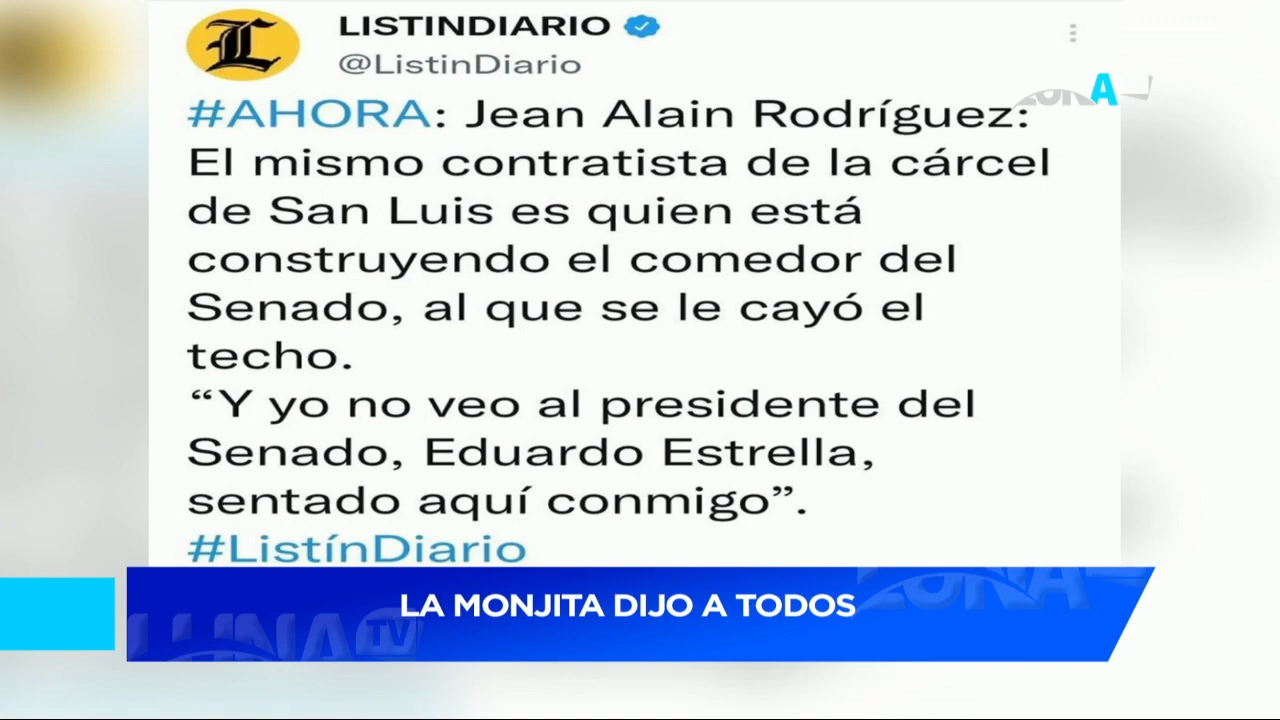 LISTINDIARIO
@ListinDiario
#AHORA: Jean Alain Rodríguez:
El mismo contratista de la cárcel
de San Luis es quien está
construyendo el comedor del
Senado, al que se le cayó el
techo.
“Y yo no veo al presidente del
Senado, Eduardo Estrella,
sentado aquí conmigo”.
#ListínDiario
LA MONJITA DIJO A TODOS
LUNA TV